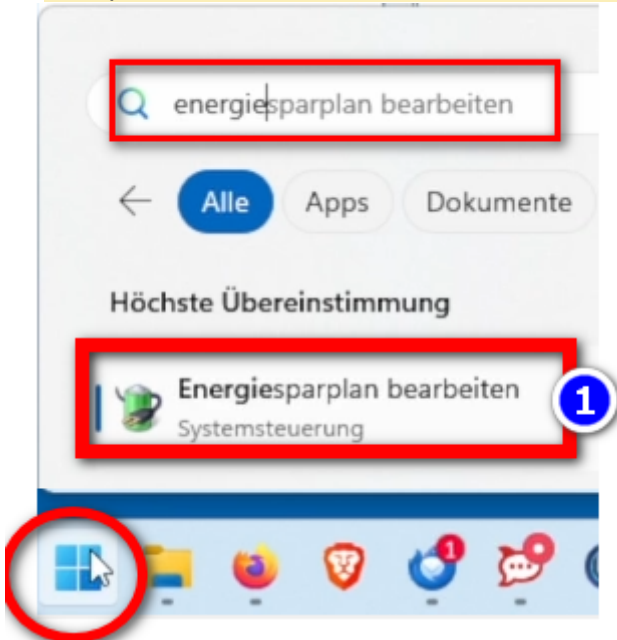 energiesparplan bearbeiten
Alle Apps Dokumente
Höchste Übereinstimmung
Energiesparplan bearbeiten
1
Systemsteuerung
1